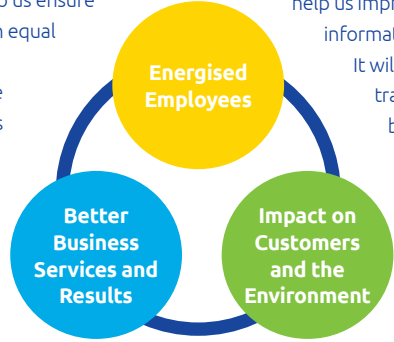 us ensure
equal
help us impr
informat
It wil
tra
b
s
Energised
Employees
Better
Business
Services and
Results
Impact on
Customers
and the
Environment